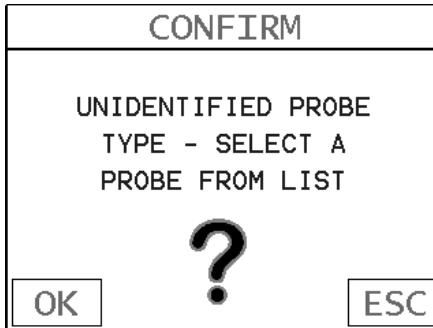 CONFIRM
UNIDENTIFIED PROBE
TYPE - SELECT A
PROBE FROM LIST
?
OK
ESC